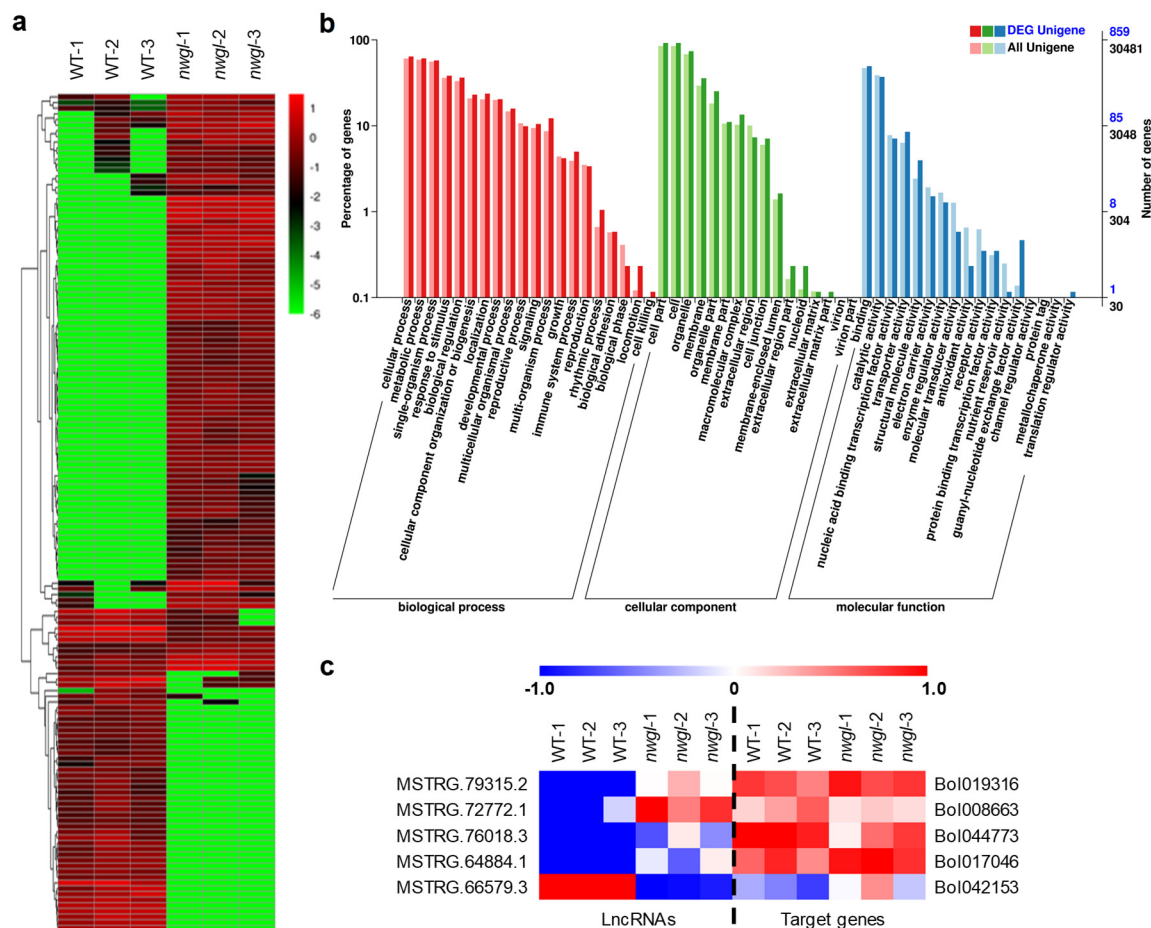 a
WT-1
WT-2
WT-3
nwgl-1
nwgl-2
nwgl-3
1
0
-1
-2
-3
-4
-5
-6
b
DEG Unigene
All Unigene
Percentage of genes
100
10
1
0.1
859
30481
85
3048
8
304
1
30
Number of genes
cellular process
metabolic process
single-organism process
response to stimulus
biological regulation
cellular component organization or biogenesis
localization
developmental process
multicellular organismal process
reproductive process
signaling
multi-organism process
growth
immune system process
reproduction
rhythmic process
biological adhesion
biological phase
locomotion
cell killing
cell part
cell
organelle
membrane
organelle part
membrane part
macromolecular complex
extracellular region
cell junction
membrane-enclosed lumen
extracellular region part
nucleoid
extracellular matrix
extracellular matrix part
virion
virion part
binding
catalytic activity
nucleic acid binding transcription factor activity
transporter activity
structural molecule activity
electron carrier activity
enzyme regulator activity
molecular transducer activity
antioxidant activity
receptor activity
protein binding transcription factor activity
nutrient reservoir activity
guanyl-nucleotide exchange factor activity
channel regulator activity
protein tag
metallochaperone activity
translation regulator activity
biological process
cellular component
molecular function
c
-1.0
0
1.0
WT-1
WT-2
WT-3
nwgl-1
nwgl-2
nwgl-3
WT-1
WT-2
WT-3
nwgl-1
nwgl-2
nwgl-3
MSTRG.79315.2 Bol019316
MSTRG.72772.1 Bol008663
MSTRG.76018.3 Bol044773
MSTRG.64884.1 Bol017046
MSTRG.66579.3 Bol042153
LncRNAs
Target genes